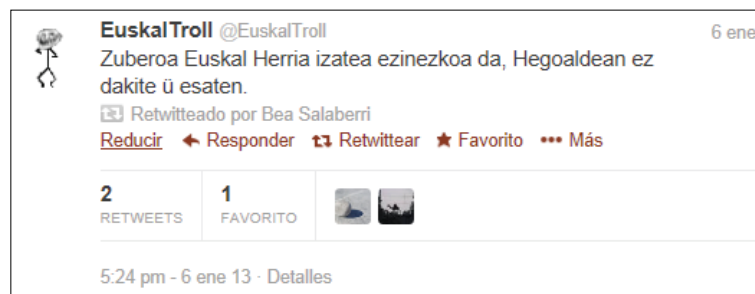 EuskalTroll @EuskalTroll 6 ene
Zuberoa Euskal Herria izatea ezinezkoa da, Hegoaldean ez
dakite ü esaten.
Retwitteado por Bea Salaberri
Reducir Responder Retwittear Favorito Más
2 1
RETWEETS FAVORITO
5:24 pm - 6 ene 13 · Detalles